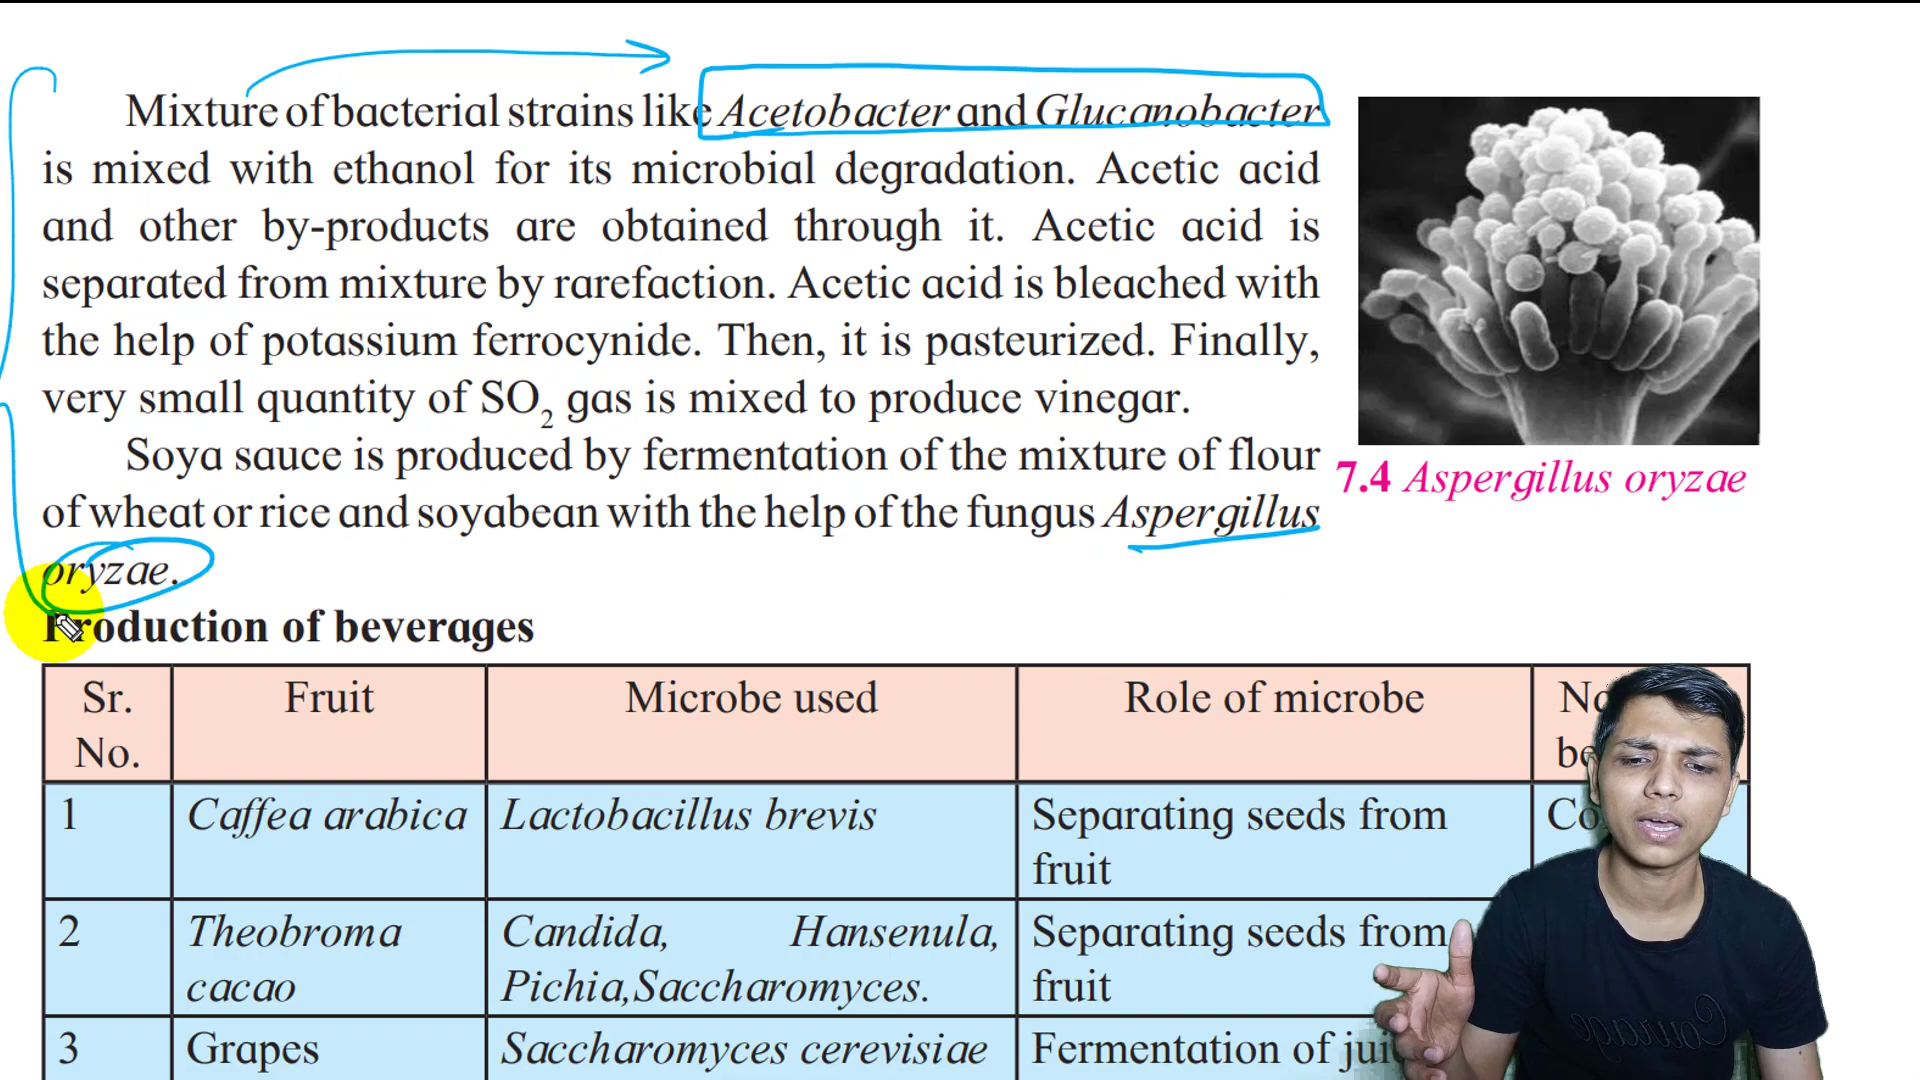 Mixture of bacterial strains like Acetobacter and Glucanobacter
is mixed with ethanol for its microbial degradation. Acetic acid
and other by-products are obtained through it. Acetic acid is
separated from mixture by rarefaction. Acetic acid is bleached with
the help of potassium ferrocynide. Then, it is pasteurized. Finally,
very small quantity of SO2 gas is mixed to produce vinegar.
Soya sauce is produced by fermentation of the mixture of flour
of wheat or rice and soyabean with the help of the fungus Aspergillus
oryzae.
7.4 Aspergillus oryzae
Production of beverages
Sr.
No.
Fruit
Microbe used
Role of microbe
1
Caffea arabica
Lactobacillus brevis
Separating seeds from
fruit
2
Theobroma
cacao
Candida, Hansenula,
Pichia,Saccharomyces.
Separating seeds from
fruit
3
Grapes
Saccharomyces cerevisiae
Fermentation of
Courage